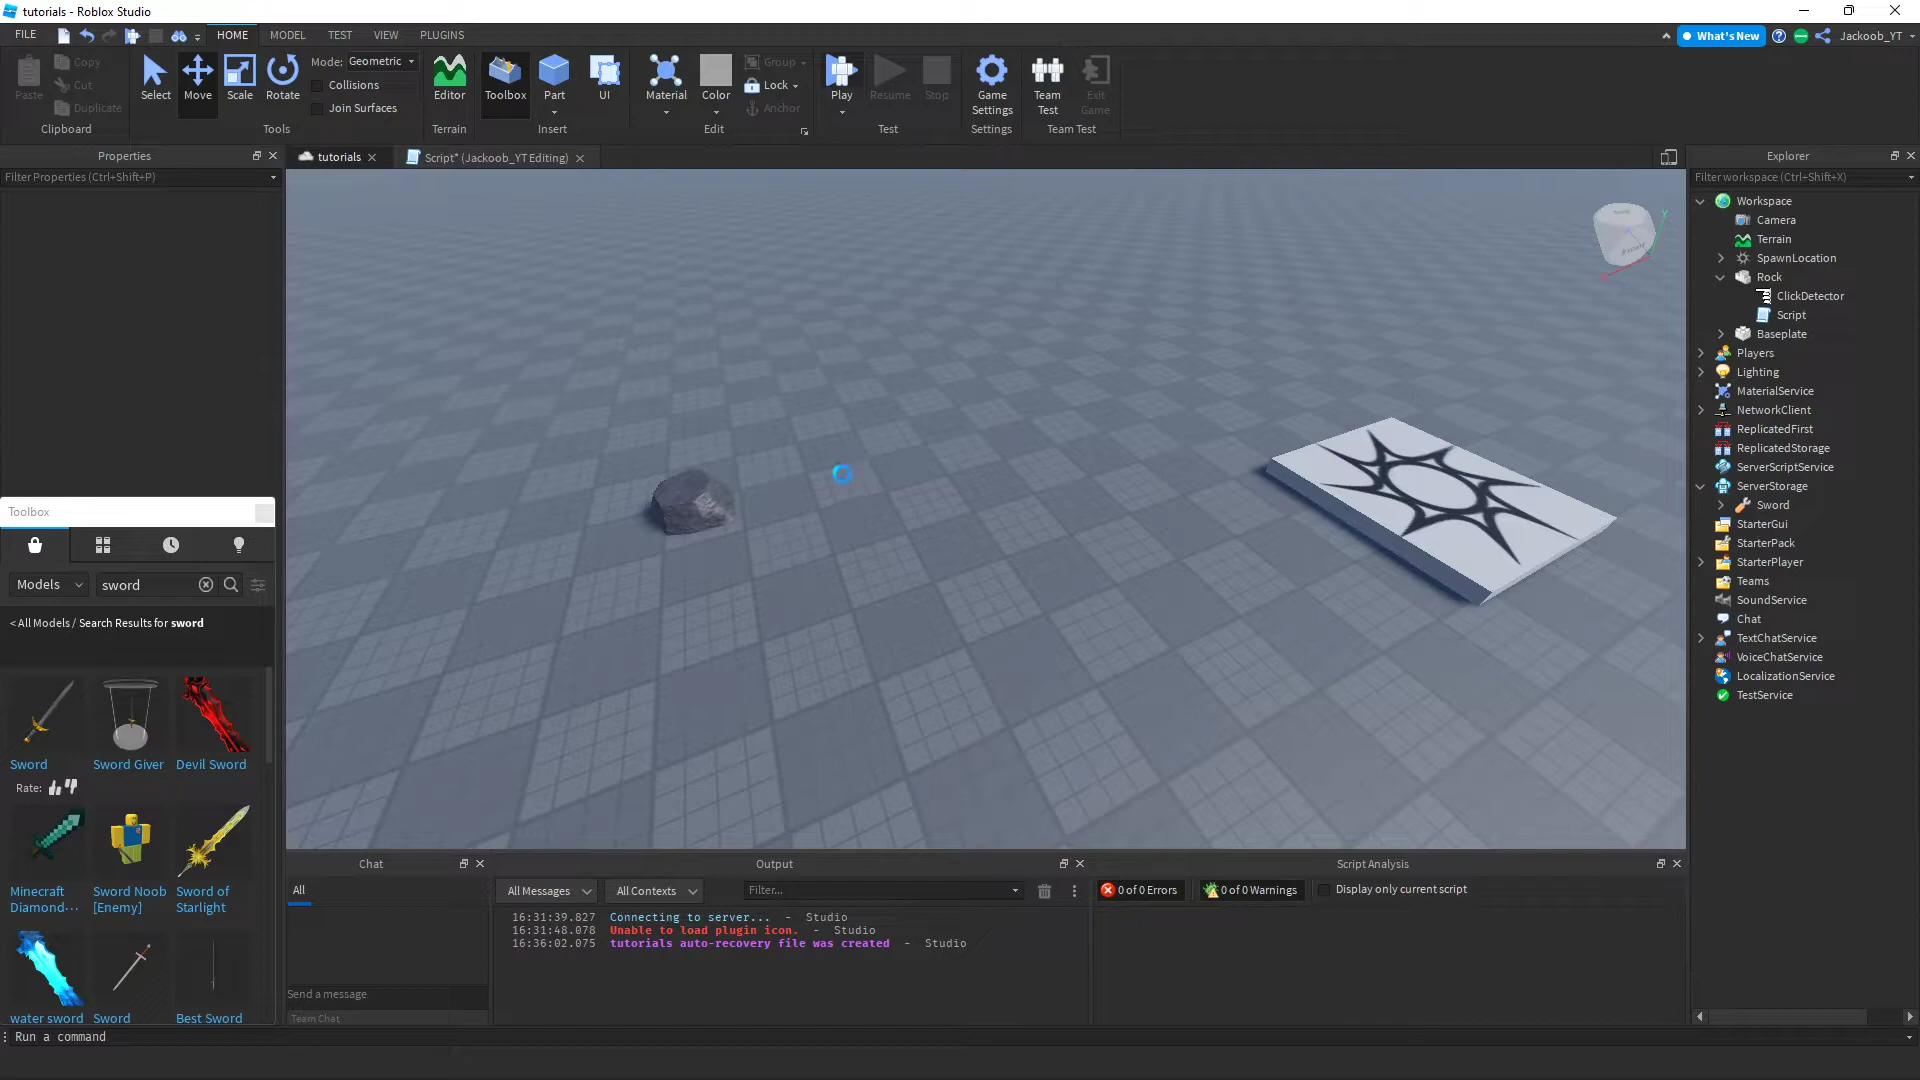 tutorials - Roblox Studio
FILE
HOME
MODEL
TEST
VIEW
PLUGINS
What's New
Jackoob_YT
Paste
Copy
Cut
Duplicate
Clipboard
Select
Move
Scale
Rotate
Mode: Geometric
Collisions
Join Surfaces
Tools
Editor
Terrain
Toolbox
Part
UI
Insert
Material
Color
Group
Lock
Anchor
Edit
Play
Resume
Stop
Test
Game Settings
Settings
Team Test
Exit Game
Team Test
Properties
Filter Properties (Ctrl+Shift+P)
tutorials
Script* (Jackoob_YT Editing)
Explorer
Filter workspace (Ctrl+Shift+X)
Workspace
Camera
Terrain
SpawnLocation
Rock
ClickDetector
Script
Baseplate
Players
Lighting
MaterialService
NetworkClient
ReplicatedFirst
ReplicatedStorage
ServerScriptService
ServerStorage
Sword
StarterGui
StarterPack
StarterPlayer
Teams
SoundService
Chat
TextChatService
VoiceChatService
LocalizationService
TestService
Toolbox
Models
sword
< All Models / Search Results for sword
Sword
Sword Giver
Devil Sword
Rate:
Minecraft Diamond···
Sword Noob [Enemy]
Sword of Starlight
water sword
Sword
Best Sword
Chat
All
Send a message
Team Chat
Output
All Messages
All Contexts
Filter...
16:31:39.827 Connecting to server... - Studio
16:31:48.078 Unable to load plugin icon. - Studio
16:36:02.075 tutorials auto-recovery file was created - Studio
Script Analysis
0 of 0 Errors
0 of 0 Warnings
Display only current script
Run a command